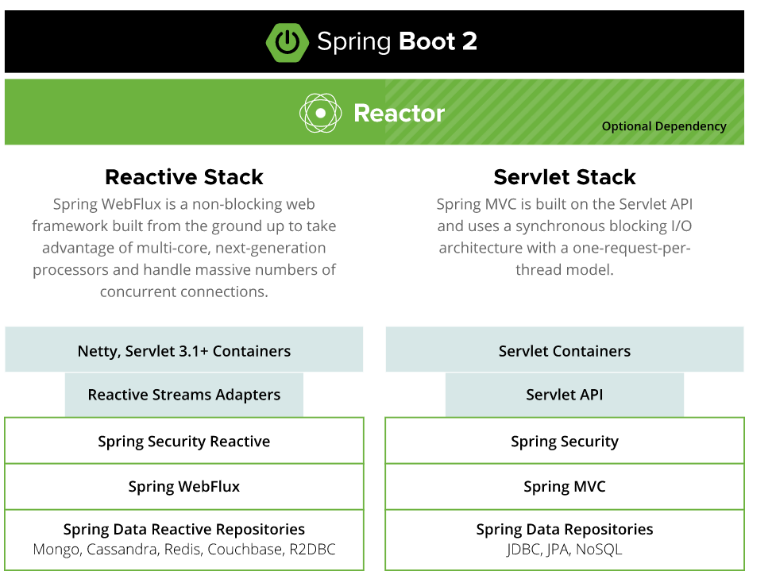 Spring Boot 2
Reactor
Optional Dependency
Reactive Stack
Spring WebFlux is a non-blocking web
framework built from the ground up to take
advantage of multi-core, next-generation
processors and handle massive numbers of
concurrent connections.
Netty, Servlet 3.1+ Containers
Reactive Streams Adapters
Spring Security Reactive
Spring WebFlux
Spring Data Reactive Repositories
Mongo, Cassandra, Redis, Couchbase, R2DBC
Servlet Stack
Spring MVC is built on the Servlet API
and uses a synchronous blocking I/O
architecture with a one-request-per-
thread model.
Servlet Containers
Servlet API
Spring Security
Spring MVC
Spring Data Repositories
JDBC, JPA, NoSQL